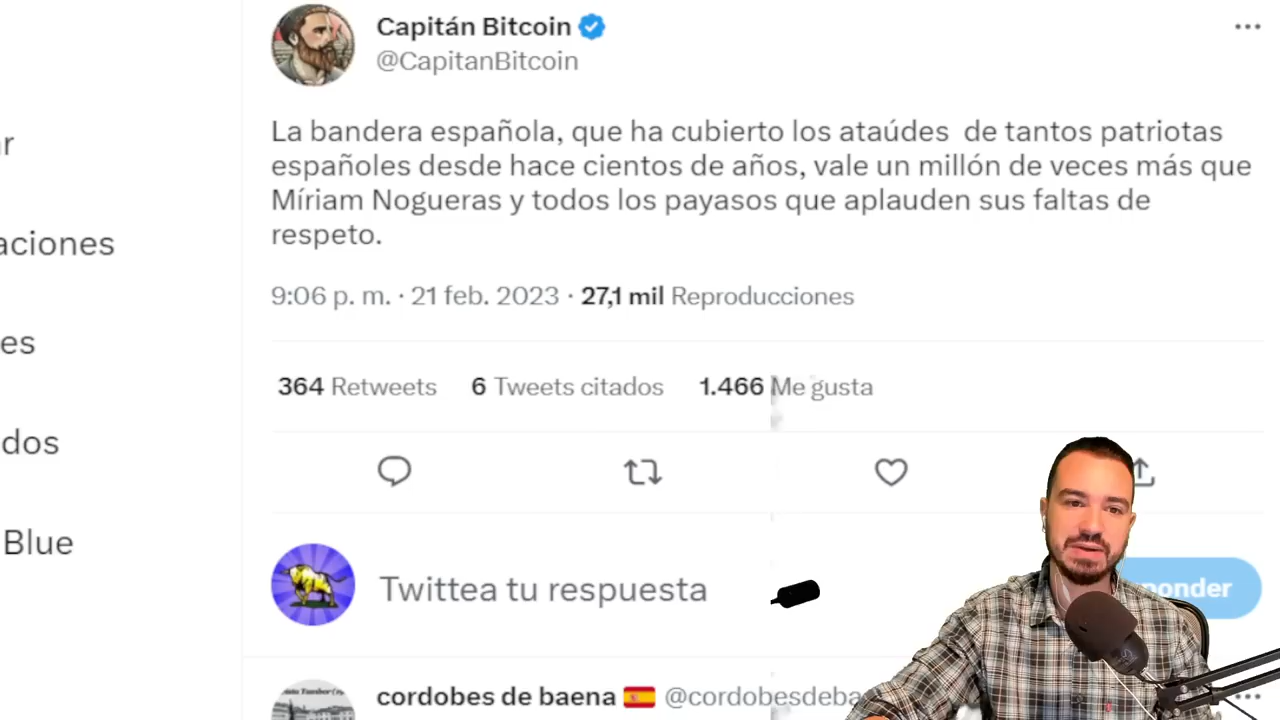 Capitán Bitcoin
@CapitanBitcoin
La bandera española, que ha cubierto los ataúdes de tantos patriotas
españoles desde hace cientos de años, vale un millón de veces más que
Míriam Nogueras y todos los payasos que aplauden sus faltas de
respeto.
9:06 p. m. · 21 feb. 2023 · 27,1 mil Reproducciones
364 Retweets 6 Tweets citados 1.466 Me gusta
aciones
es
dos
Blue
Twittea tu respuesta
ponder
cordobes de baena 🇪🇸 @cordobesdeba